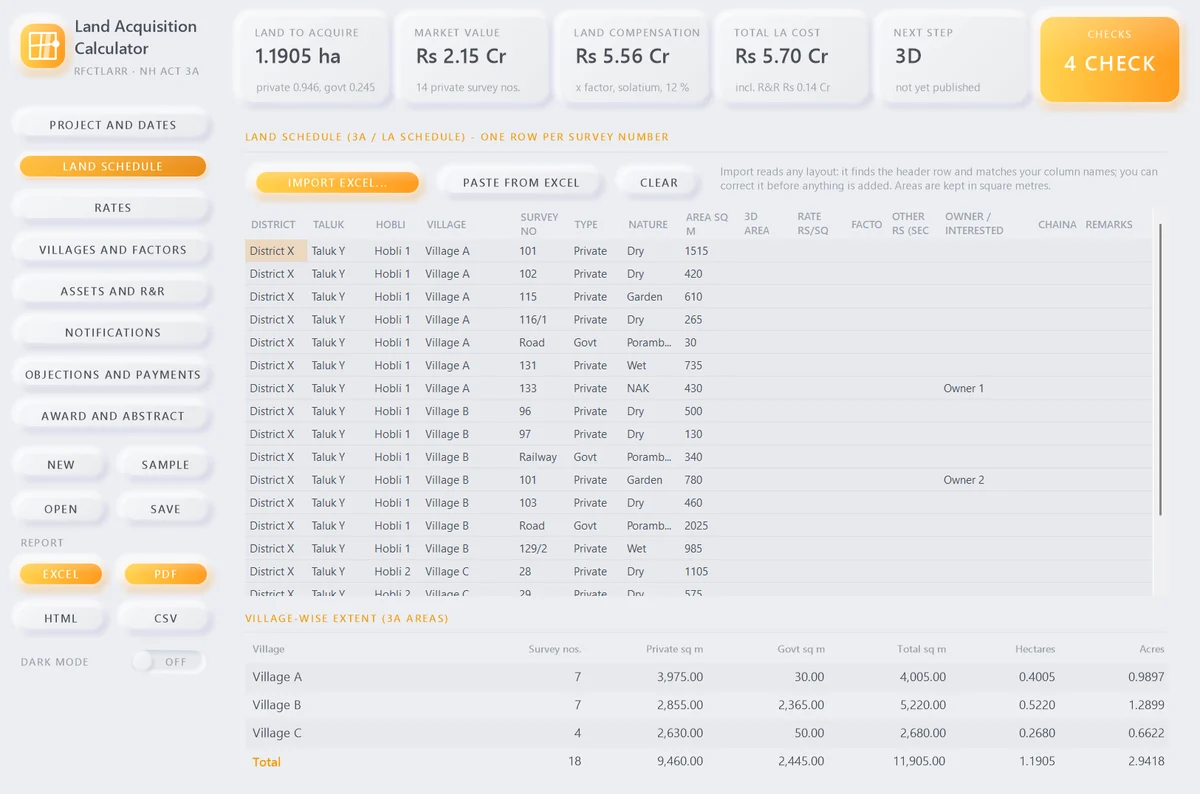 Land Acquisition
Calculator
RFCTLARR · NH ACT 3A
LAND TO ACQUIRE
1.1905 ha
private 0.946, govt 0.245
MARKET VALUE
Rs 2.15 Cr
14 private survey nos.
LAND COMPENSATION
Rs 5.56 Cr
x factor, solatium, 12 %
TOTAL LA COST
Rs 5.70 Cr
incl. R&R Rs 0.14 Cr
NEXT STEP
3D
not yet published
CHECKS
4 CHECK
PROJECT AND DATES
LAND SCHEDULE
RATES
VILLAGES AND FACTORS
ASSETS AND R&R
NOTIFICATIONS
OBJECTIONS AND PAYMENTS
AWARD AND ABSTRACT
NEW SAMPLE
OPEN SAVE
REPORT
EXCEL PDF
HTML CSV
DARK MODE OFF
LAND SCHEDULE (3A / LA SCHEDULE) - ONE ROW PER SURVEY NUMBER
IMPORT EXCEL... PASTE FROM EXCEL CLEAR
Import reads any layout: it finds the header row and matches your column names; you can
correct it before anything is added. Areas are kept in square metres.
DISTRICT TALUK HOBLI VILLAGE SURVEY NO TYPE NATURE AREA SQ M 3D AREA RATE RS/SQ FACTO OTHER RS (SEC OWNER / INTERESTED CHAINA REMARKS
District X Taluk Y Hobli 1 Village A 101 Private Dry 1515
District X Taluk Y Hobli 1 Village A 102 Private Dry 420
District X Taluk Y Hobli 1 Village A 115 Private Garden 610
District X Taluk Y Hobli 1 Village A 116/1 Private Dry 265
District X Taluk Y Hobli 1 Village A Road Govt Poramb... 30
District X Taluk Y Hobli 1 Village A 131 Private Wet 735
District X Taluk Y Hobli 1 Village A 133 Private NAK 430 Owner 1
District X Taluk Y Hobli 1 Village B 96 Private Dry 500
District X Taluk Y Hobli 1 Village B 97 Private Dry 130
District X Taluk Y Hobli 1 Village B Railway Govt Poramb... 340
District X Taluk Y Hobli 1 Village B 101 Private Garden 780 Owner 2
District X Taluk Y Hobli 1 Village B 103 Private Dry 460
District X Taluk Y Hobli 1 Village B Road Govt Poramb... 2025
District X Taluk Y Hobli 1 Village B 129/2 Private Wet 985
District X Taluk Y Hobli 2 Village C 28 Private Dry 1105
District X Taluk Y Hobli 2 Village C 29 Private Dry 575
VILLAGE-WISE EXTENT (3A AREAS)
Village Survey nos. Private sq m Govt sq m Total sq m Hectares Acres
Village A 7 3,975.00 30.00 4,005.00 0.4005 0.9897
Village B 7 2,855.00 2,365.00 5,220.00 0.5220 1.2899
Village C 4 2,630.00 50.00 2,680.00 0.2680 0.6622
Total 18 9,460.00 2,445.00 11,905.00 1.1905 2.9418